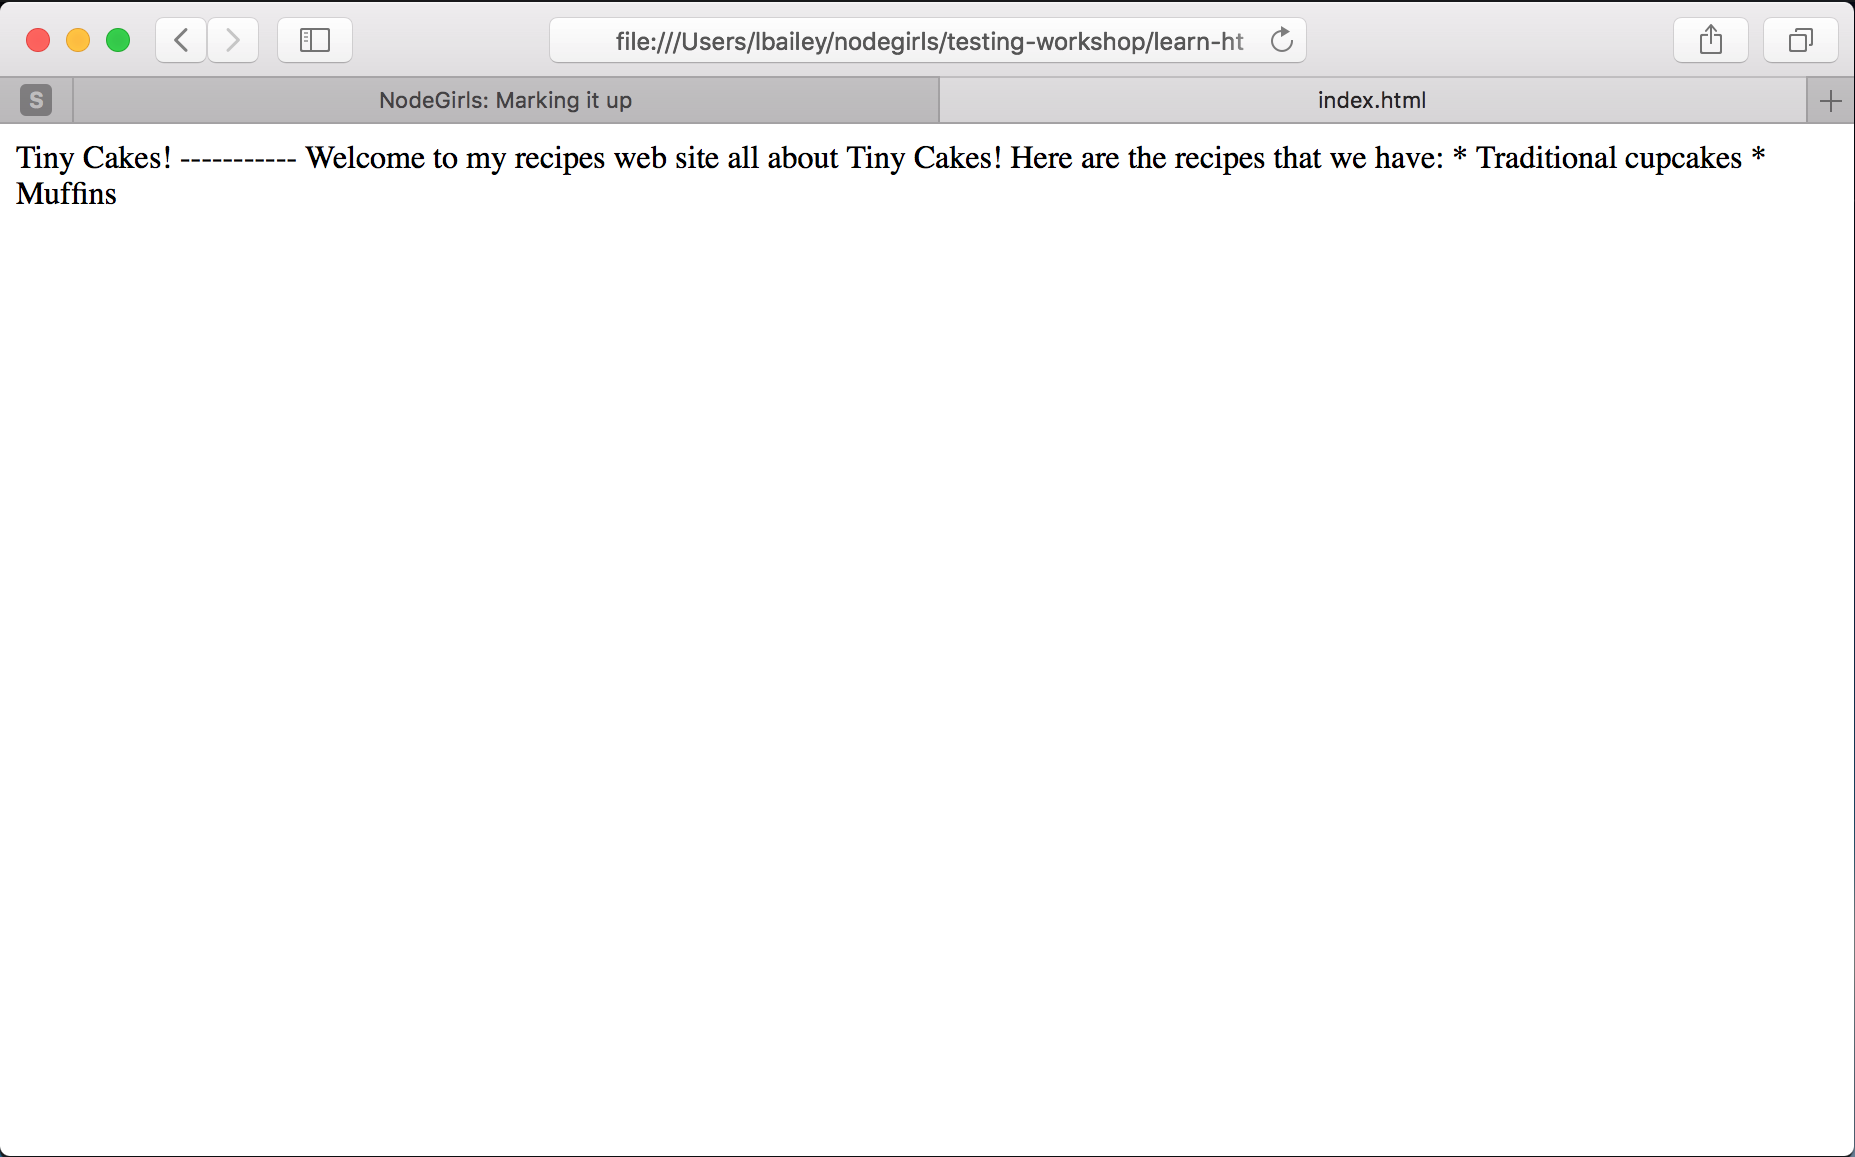 file:///Users/lbailey/nodegirls/testing-workshop/learn-ht
S
NodeGirls: Marking it up
index.html
Tiny Cakes! ----------- Welcome to my recipes web site all about Tiny Cakes! Here are the recipes that we have: * Traditional cupcakes *
Muffins